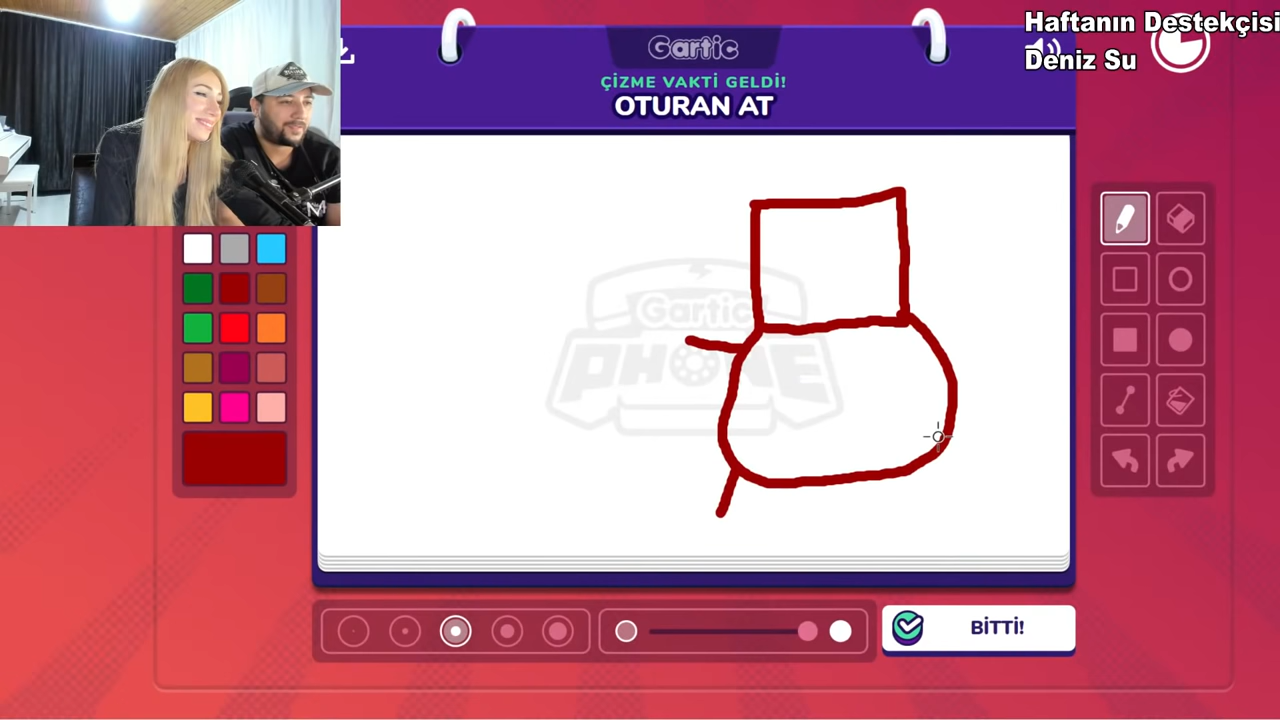 Haftanın Destekçisi
Deniz Su
Gartic
ÇİZME VAKTİ GELDİ!
OTURAN AT
Gartic
PHONE
BİTTİ!